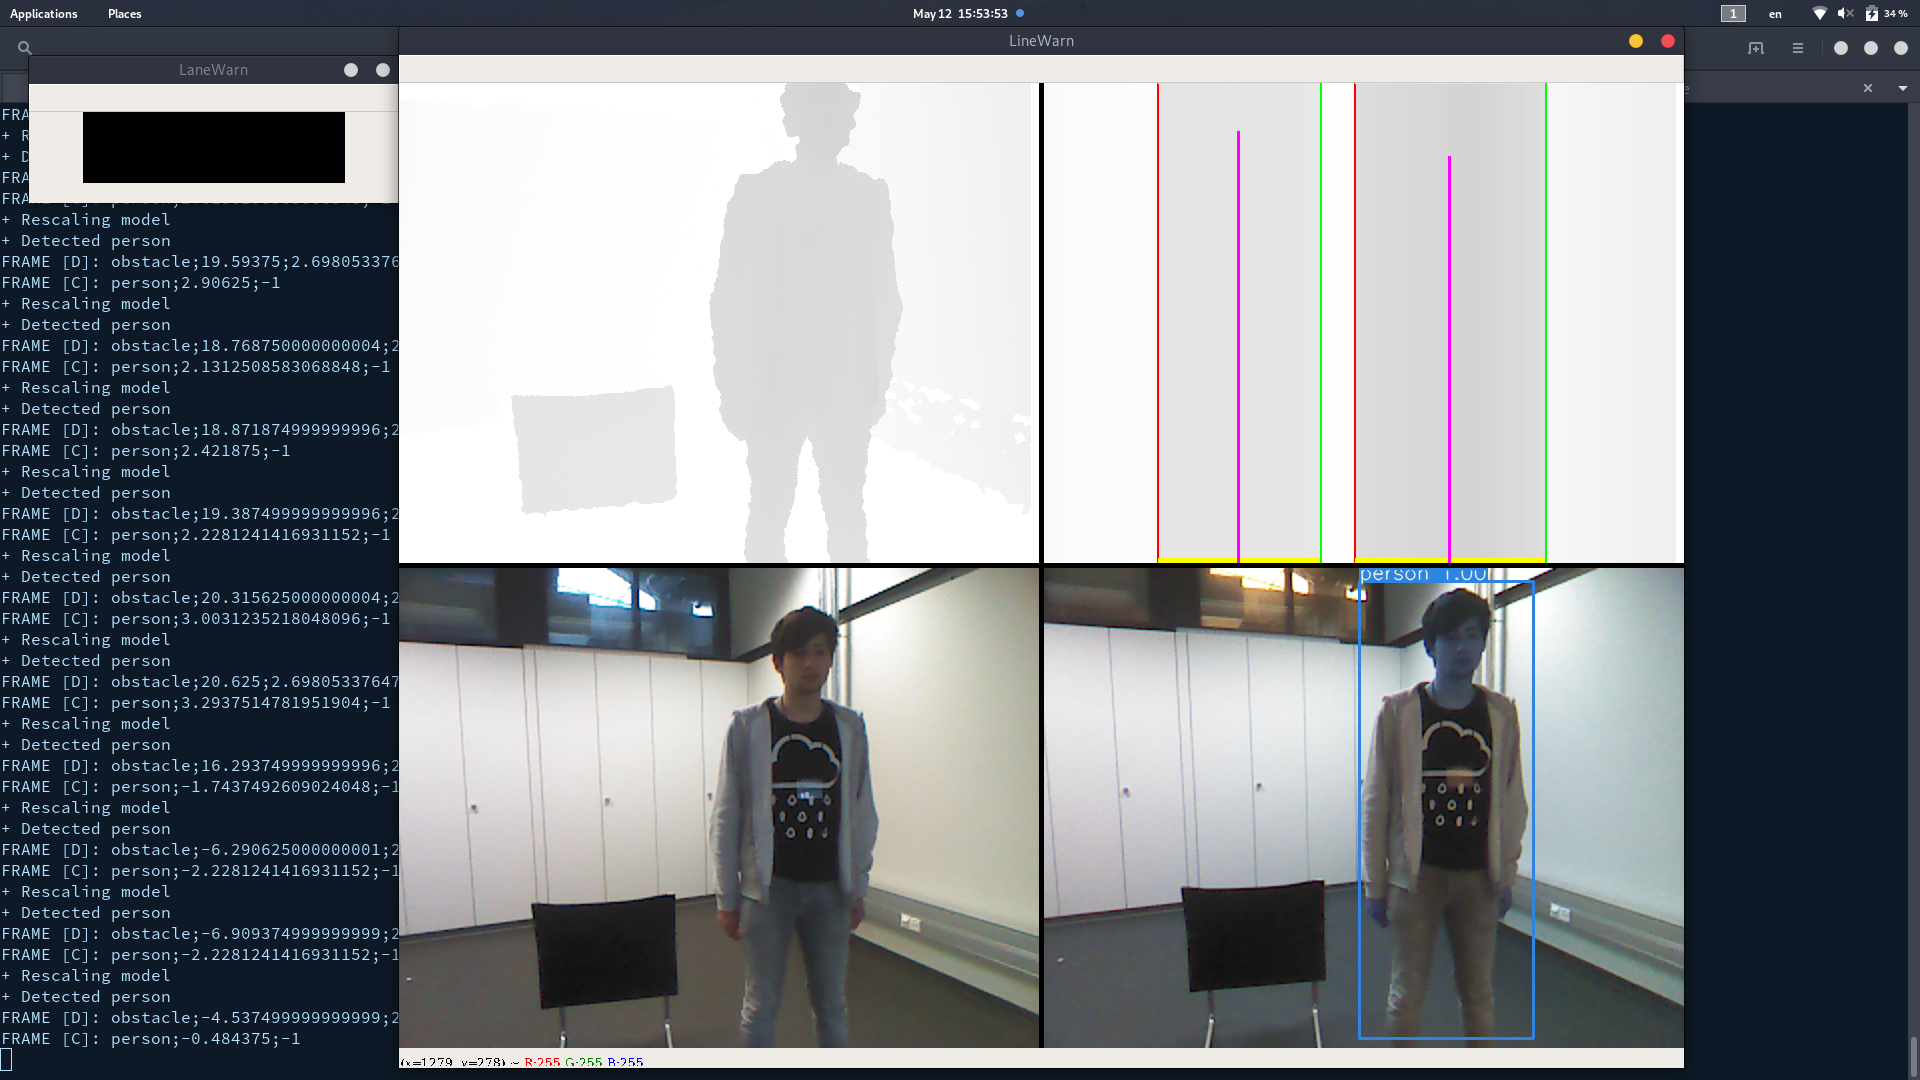 Applications Places May 12 15:53:53 1 en 34 %
LineWarn
LaneWarn
+ Rescaling model
+ Detected person
FRAME [D]: obstacle;19.59375;2.698053376
FRAME [C]: person;2.90625;-1
+ Rescaling model
+ Detected person
FRAME [D]: obstacle;18.768750000000004;2
FRAME [C]: person;2.1312508583068848;-1
+ Rescaling model
+ Detected person
FRAME [D]: obstacle;18.871874999999996;2
FRAME [C]: person;2.421875;-1
+ Rescaling model
+ Detected person
FRAME [D]: obstacle;19.387499999999996;2
FRAME [C]: person;2.2281241416931152;-1
+ Rescaling model
+ Detected person
FRAME [D]: obstacle;20.315625000000004;2
FRAME [C]: person;3.0031235218048096;-1
+ Rescaling model
+ Detected person
FRAME [D]: obstacle;20.625;2.69805337647
FRAME [C]: person;3.2937514781951904;-1
+ Rescaling model
+ Detected person
FRAME [D]: obstacle;16.293749999999996;2
FRAME [C]: person;-1.7437492609024048;-1
+ Rescaling model
+ Detected person
FRAME [D]: obstacle;-6.290625000000001;2
FRAME [C]: person;-2.2281241416931152;-1
+ Rescaling model
+ Detected person
FRAME [D]: obstacle;-6.909374999999999;2
FRAME [C]: person;-2.2281241416931152;-1
+ Rescaling model
+ Detected person
FRAME [D]: obstacle;-4.537499999999999;2
FRAME [C]: person;-0.484375;-1
person 1.00
(x=1279, y=278) ~ R:255 G:255 B:255